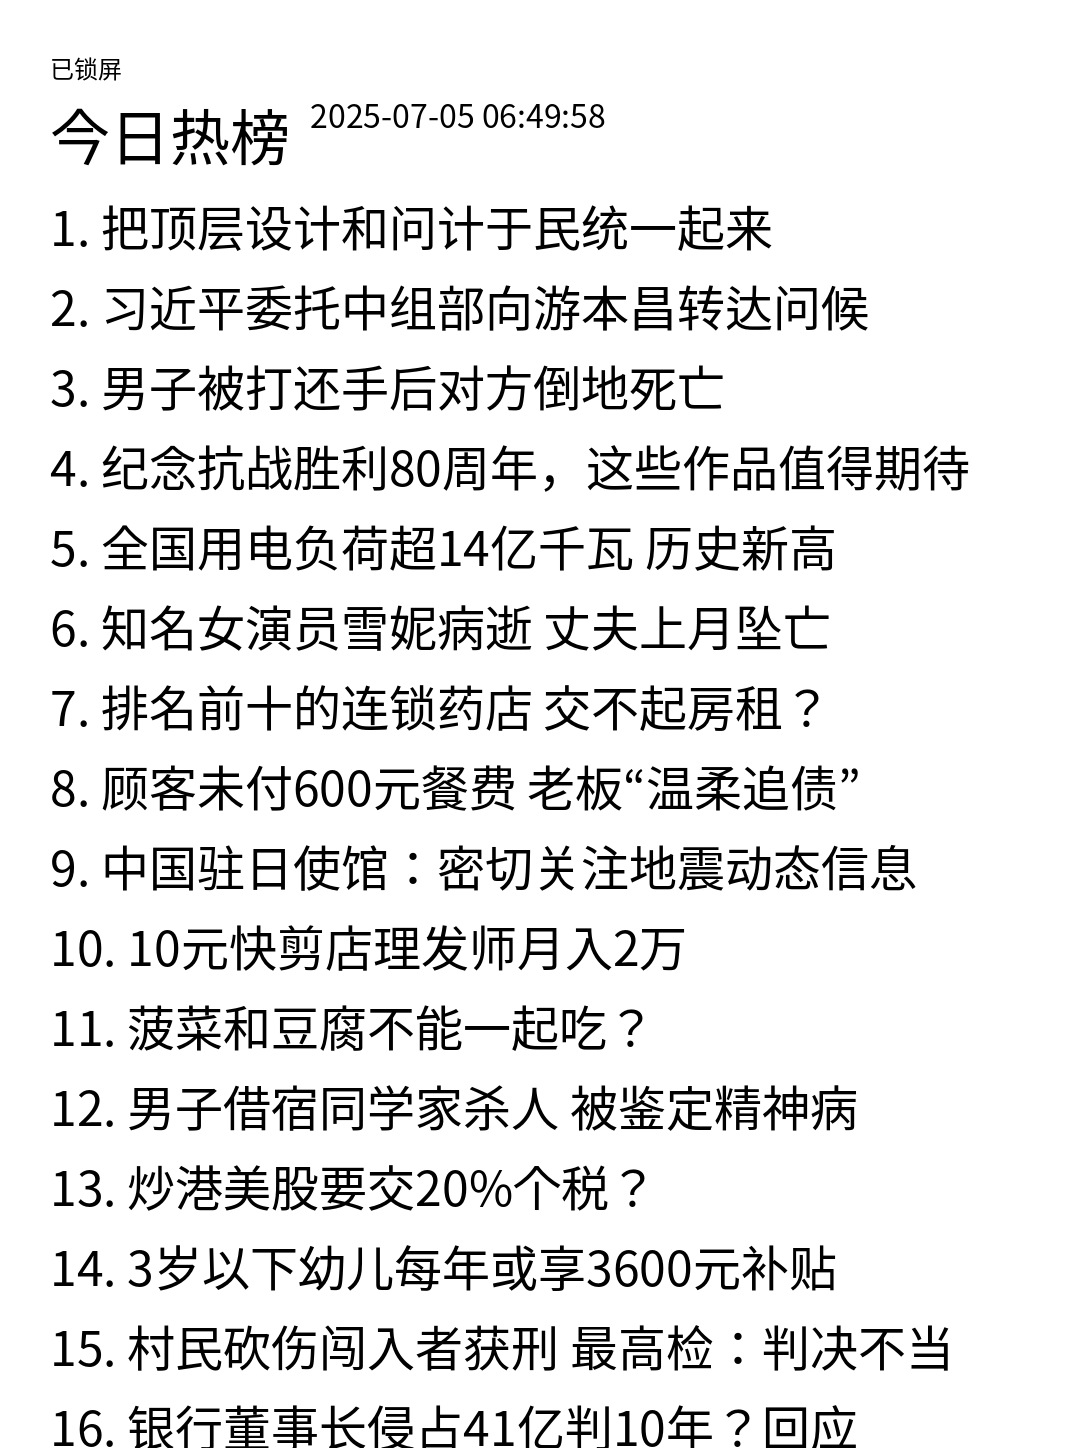 已锁屏
今日热榜 2025-07-05 06:49:58
1. 把顶层设计和问计于民统一起来
2. 习近平委托中组部向游本昌转达问候
3. 男子被打还手后对方倒地死亡
4. 纪念抗战胜利80周年，这些作品值得期待
5. 全国用电负荷超14亿千瓦 历史新高
6. 知名女演员雪妮病逝 丈夫上月坠亡
7. 排名前十的连锁药店 交不起房租？
8. 顾客未付600元餐费 老板“温柔追债”
9. 中国驻日使馆：密切关注地震动态信息
10. 10元快剪店理发师月入2万
11. 菠菜和豆腐不能一起吃？
12. 男子借宿同学家杀人 被鉴定精神病
13. 炒港美股要交20%个税？
14. 3岁以下幼儿每年或享3600元补贴
15. 村民砍伤闯入者获刑 最高检：判决不当
16. 银行董事长侵占41亿判10年？回应